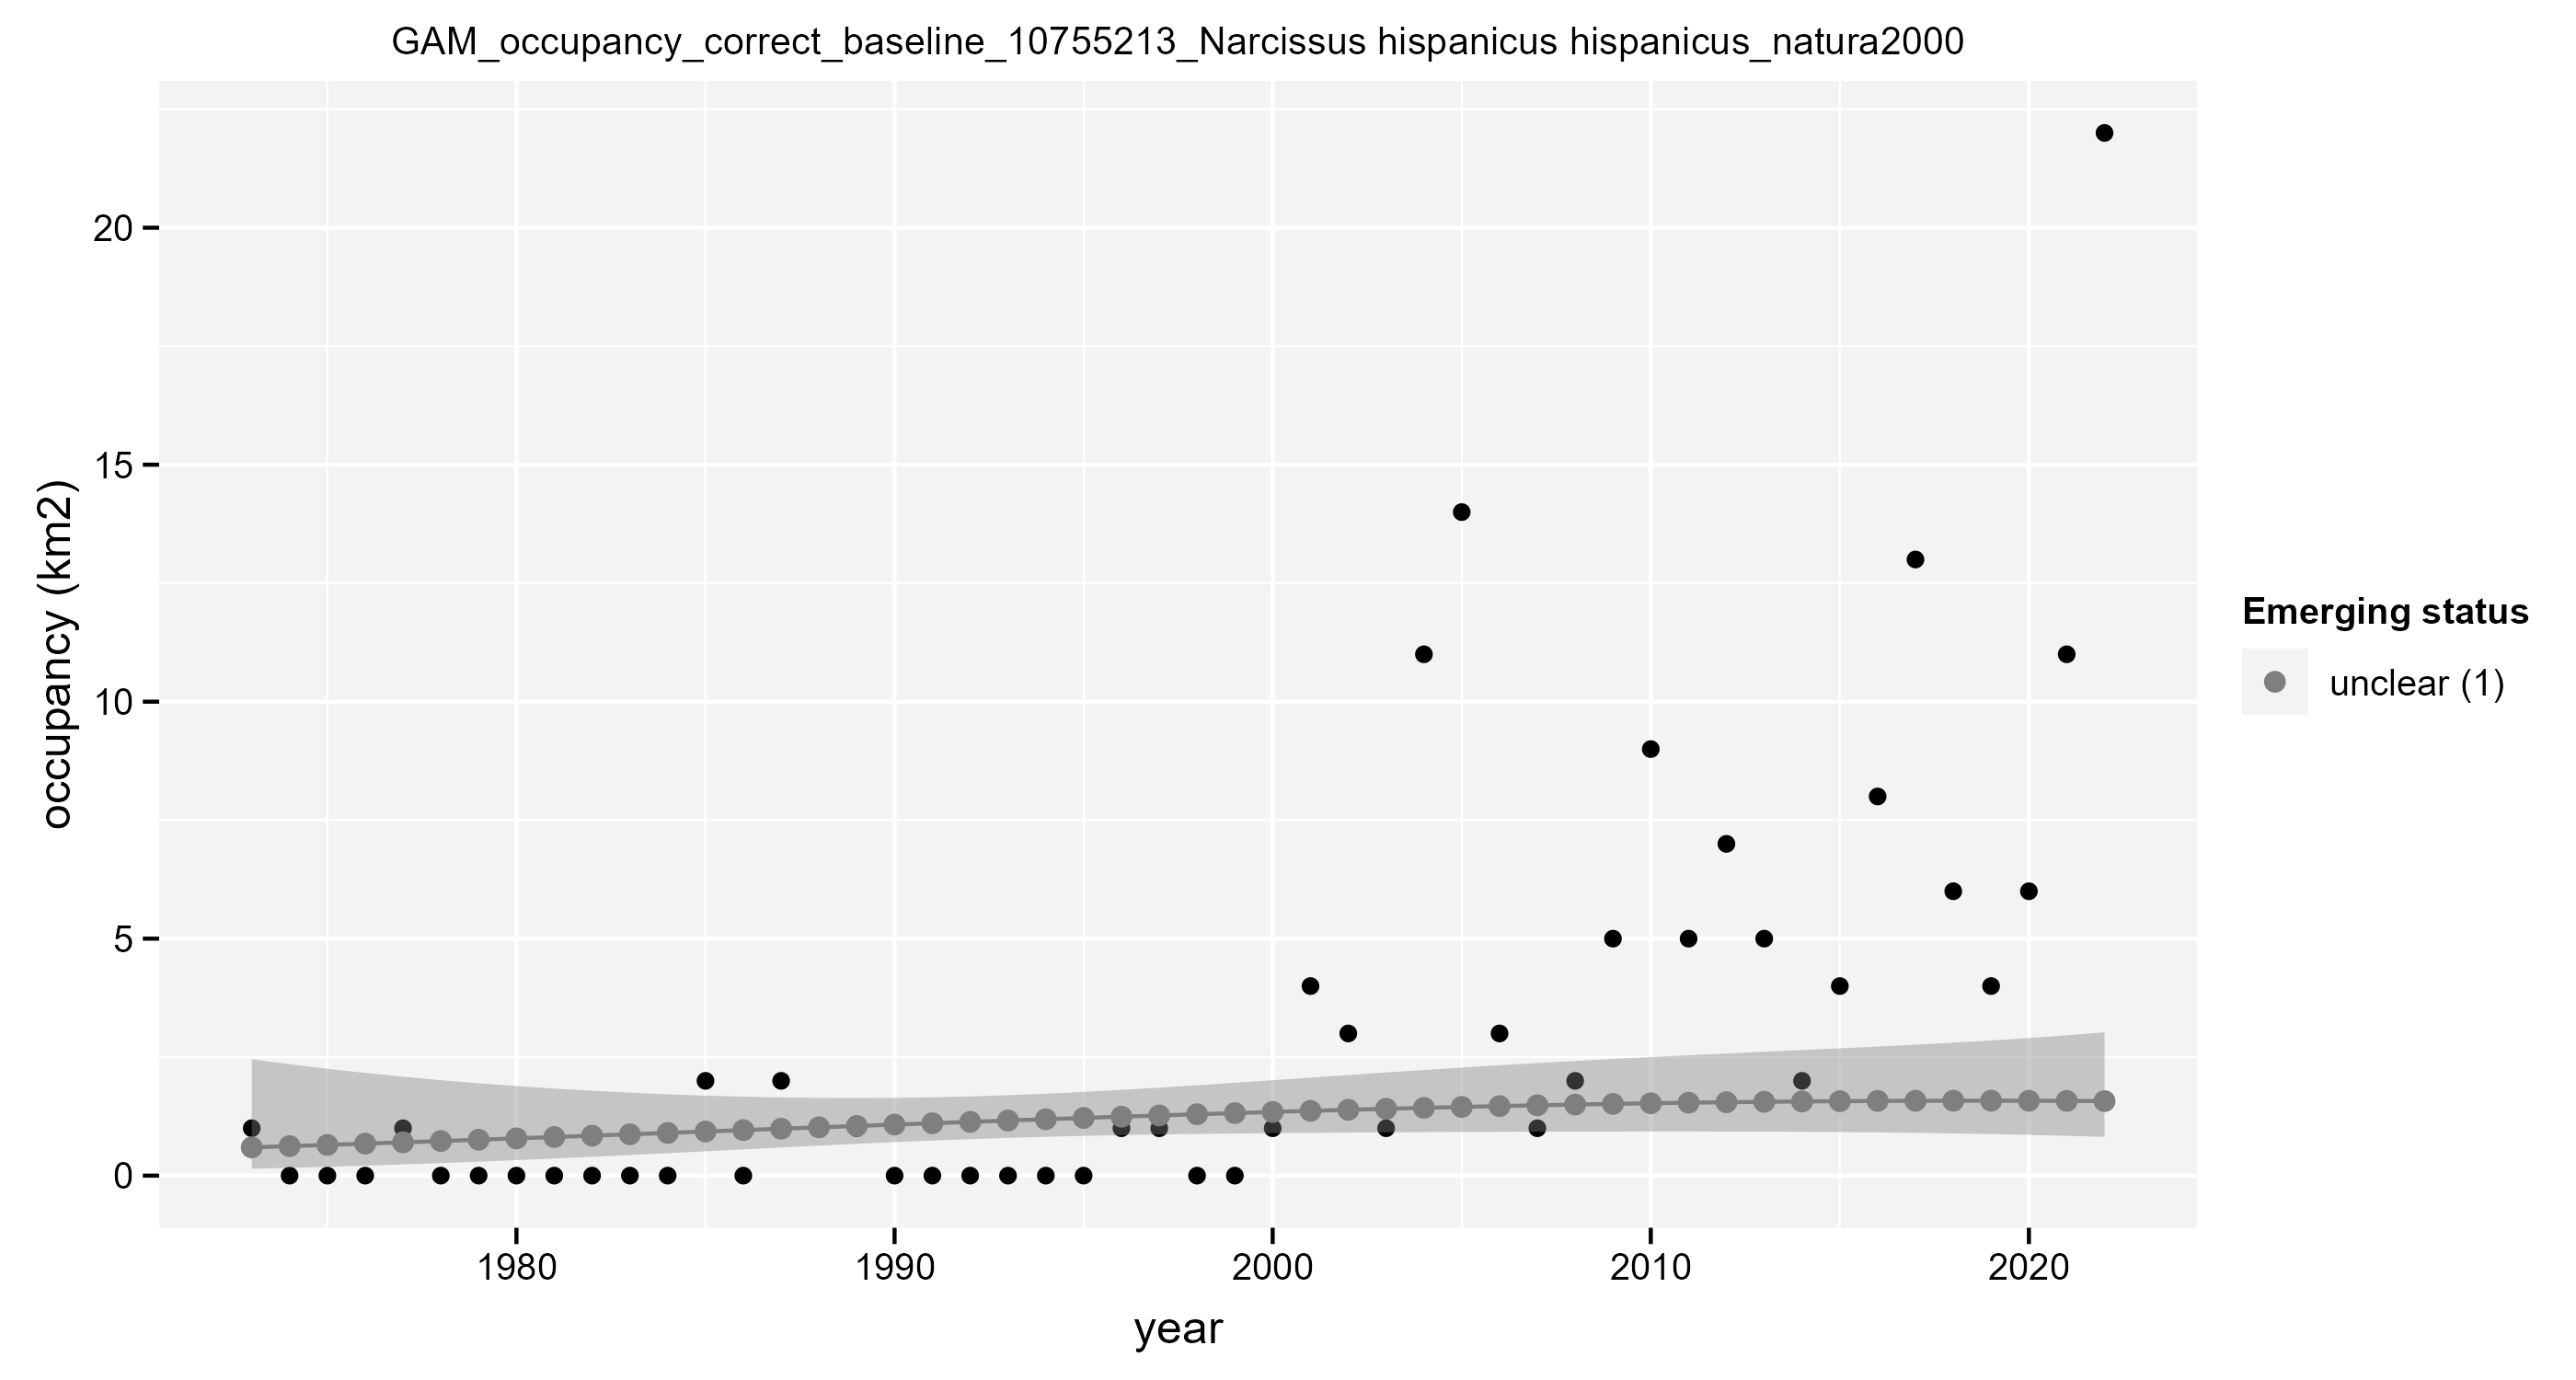 GAM_occupancy_correct_baseline_10755213_Narcissus hispanicus hispanicus_natura2000
20
15
10
5
0
occupancy (km2)
1980 1990 2000 2010 2020
year
Emerging status
unclear (1)